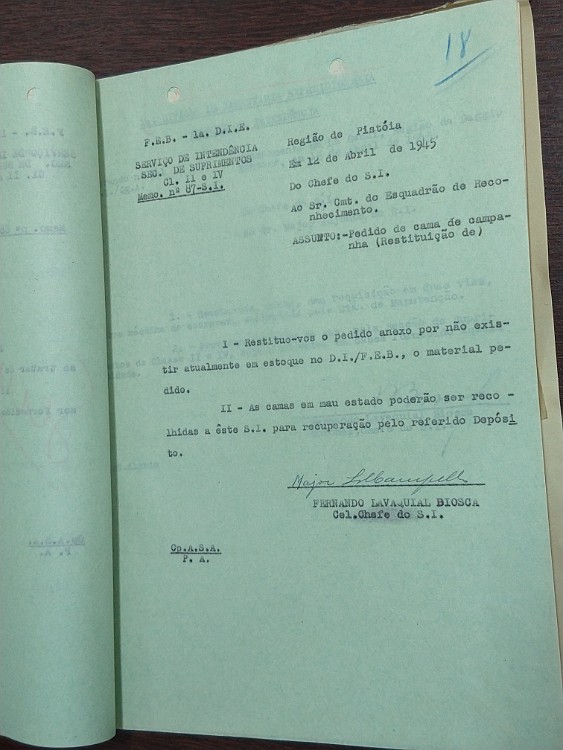 18
F.E.B. - 1a. D.I.E.
SERVIÇO DE INTENDÊNCIA
SEC. DE SUPRIMENTOS
Cl. II e IV
Memo. nº 87-S.I.
Região de Pistóia
Em 12 de Abril de 1945
Do Chefe do S.I.
Ao Sr. Cmt. do Esquadrão de Reco-
nhecimento.
ASSUNTO:-Pedido de cama de campa-
nha (Restituição de)
I - Restituo-vos o pedido anexo por não exis-
tir atualmente em estoque no D.I./F.E.B., o material pe-
dido.
II - As camas em mau estado poderão ser reco-
lhidas a êste S.I. para recuperação pelo referido Depósi
to.
Major
FERNANDO LAVAQUIAL BIOSCA
Cel.Chefe do S.I.
Cp.A.S.A.
P. A.